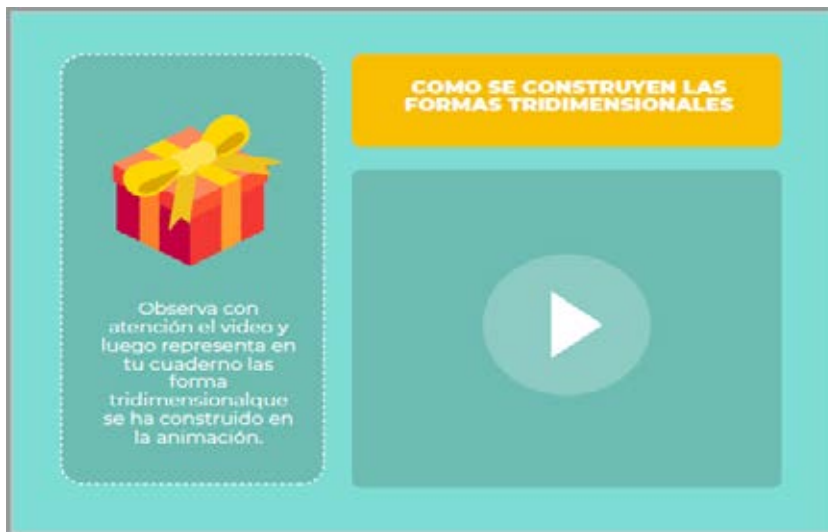 COMO SE CONSTRUYEN LAS
FORMAS TRIDIMENSIONALES
Observa con
atención el video y
luego representa en
tu cuaderno las
forma
tridimensionalque
se ha construido en
la animación.